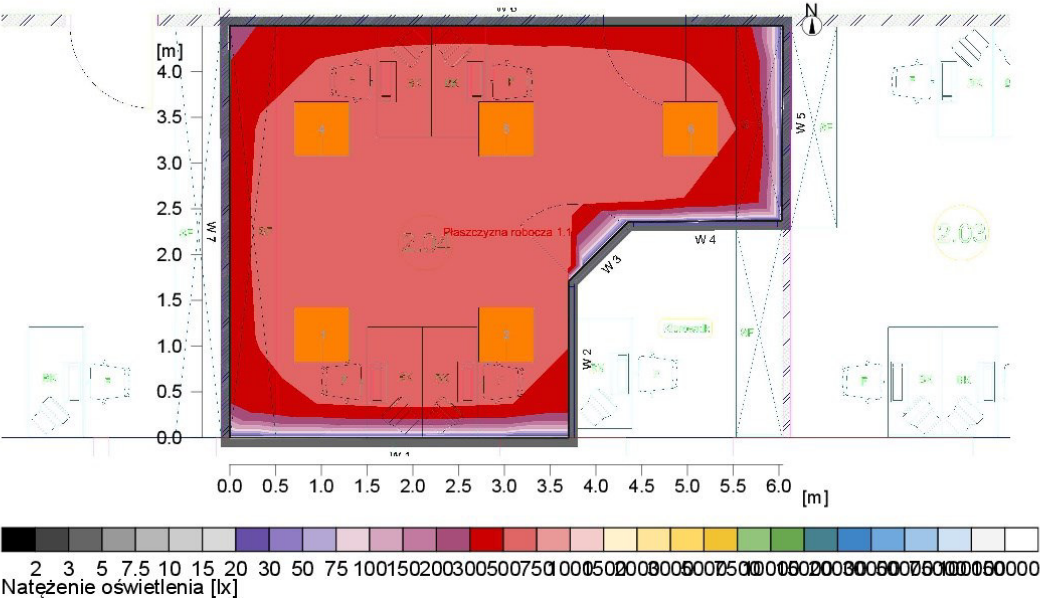 W 6
N
[m]
4.0
3.5
3.0
2.5
2.0
1.5
1.0
0.5
0.0
W 5
W 7
Płaszczyzna robocza 1.1
2.04
2.03
W 4
W 3
W 2
W 1
0.0 0.5 1.0 1.5 2.0 2.5 3.0 3.5 4.0 4.5 5.0 5.5 6.0 [m]
2 3 5 7.5 10 15 20 30 50 75 100 150 200 300 500 750 1000 1500 2000 3000 5000 7500 10000 15000 20000 30000 50000 75000 100000 150000
Natężenie oświetlenia [lx]